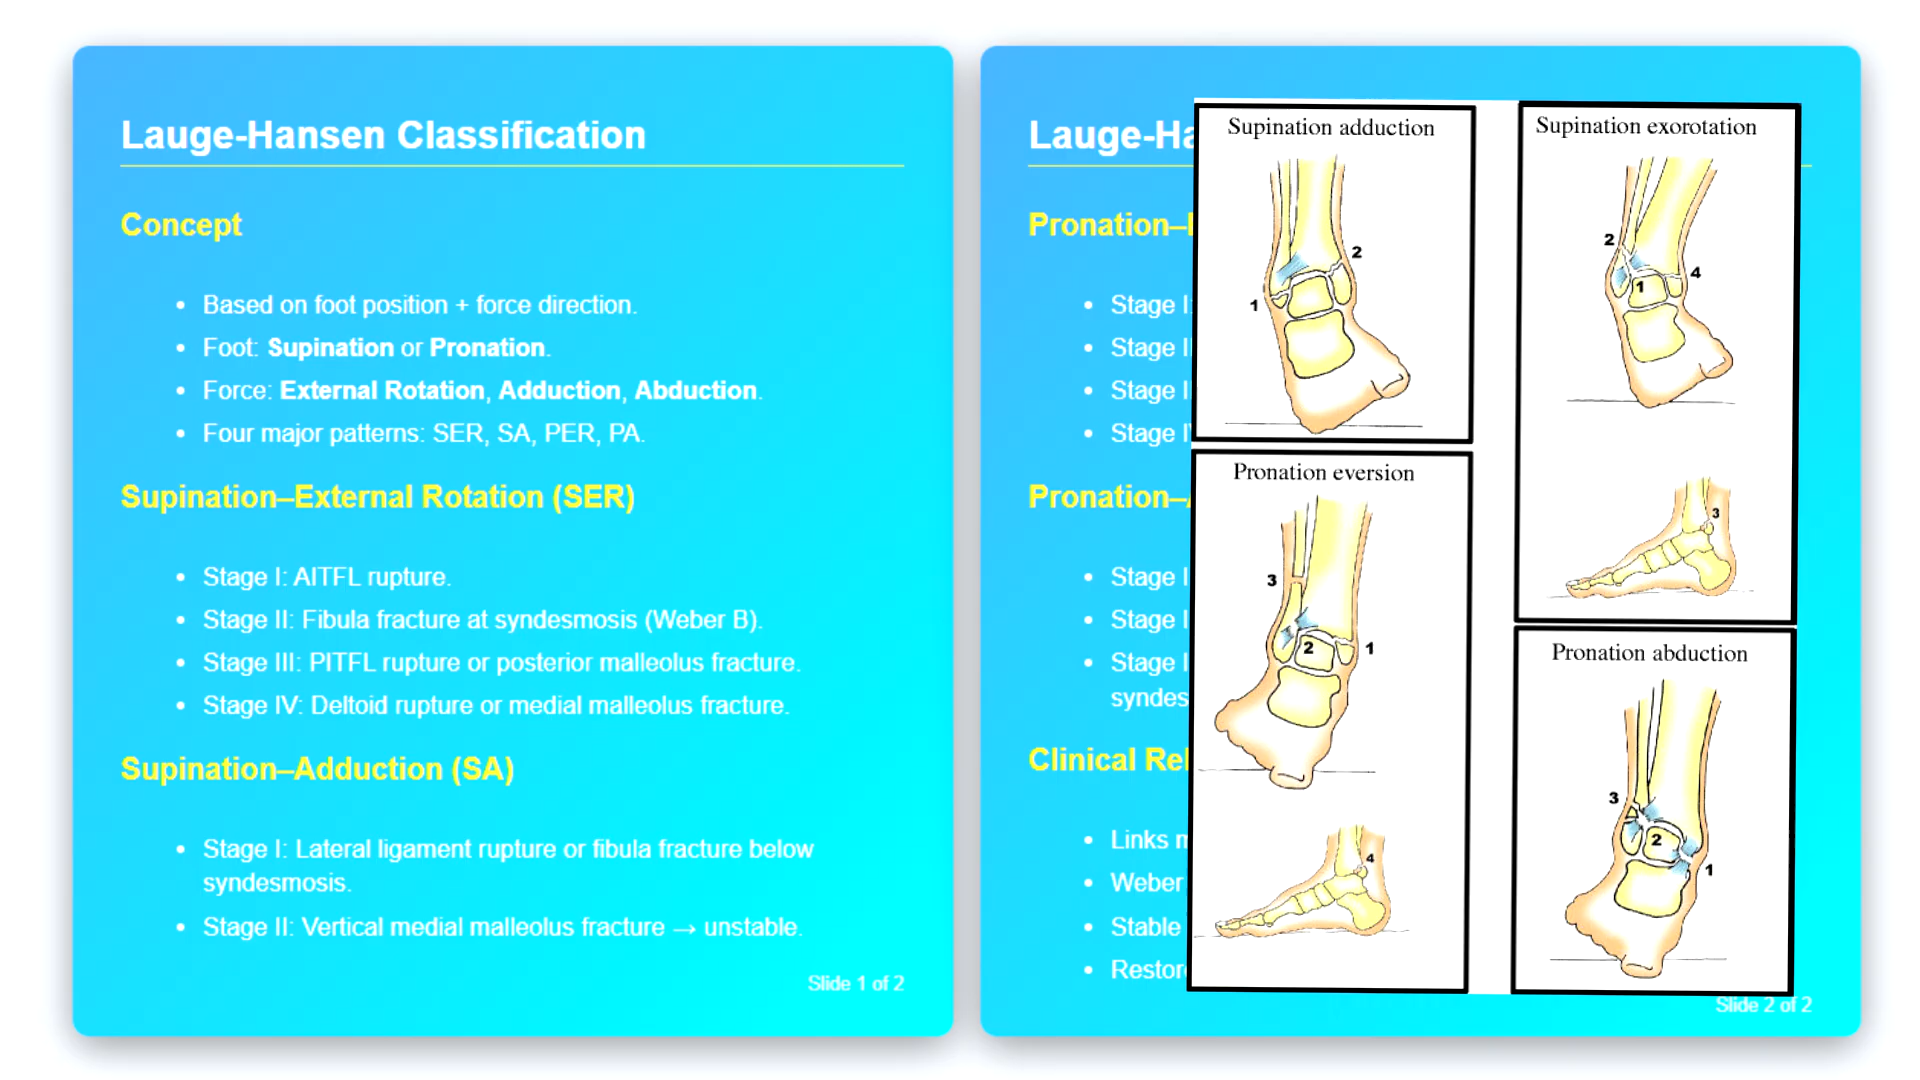 Lauge-Hansen Classification
Concept
• Based on foot position + force direction.
• Foot: Supination or Pronation.
• Force: External Rotation, Adduction, Abduction.
• Four major patterns: SER, SA, PER, PA.
Supination–External Rotation (SER)
• Stage I: AITFL rupture.
• Stage II: Fibula fracture at syndesmosis (Weber B).
• Stage III: PITFL rupture or posterior malleolus fracture.
• Stage IV: Deltoid rupture or medial malleolus fracture.
Supination–Adduction (SA)
• Stage I: Lateral ligament rupture or fibula fracture below
syndesmosis.
• Stage II: Vertical medial malleolus fracture → unstable.
Slide 1 of 2
Pronation–
• Stage
• Stage
• Stage
• Stage
Pronation–
• Stage
• Stage
• Stage
Clinical
• Links
• Weber
• Stable
Slide 2 of 2
Supination adduction
2
1
Supination exorotation
2
4
1
3
Pronation eversion
3
2
1
4
Pronation abduction
3
2
1